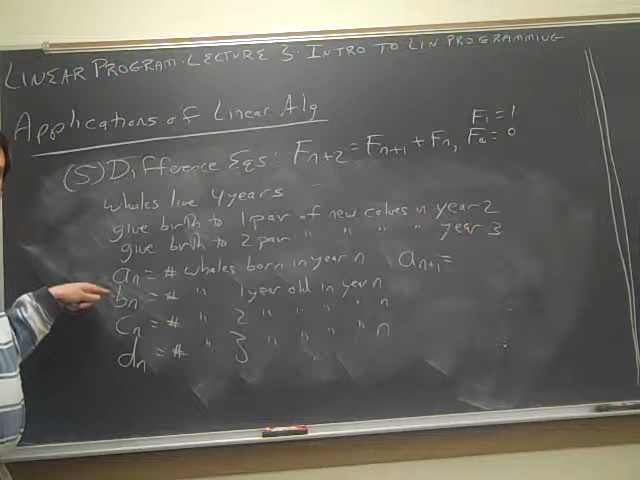 LINEAR PROGRAM. LECTURE 3. INTRO TO LIN PROGRAMMING
Applications of Linear Alg
(5) Difference Eqs: Fn+2 = Fn+1 + Fn, F1 = 1
F0 = 0
whales live 4 years
give birth to 1 pair of new calves in year 2
give birth to 2 pair " " " " year 3
an = # whales born in year n an+1 =
bn = # " 1 year old in year n
cn = # " 2 " " " " n
dn = # " 3 " " " " n